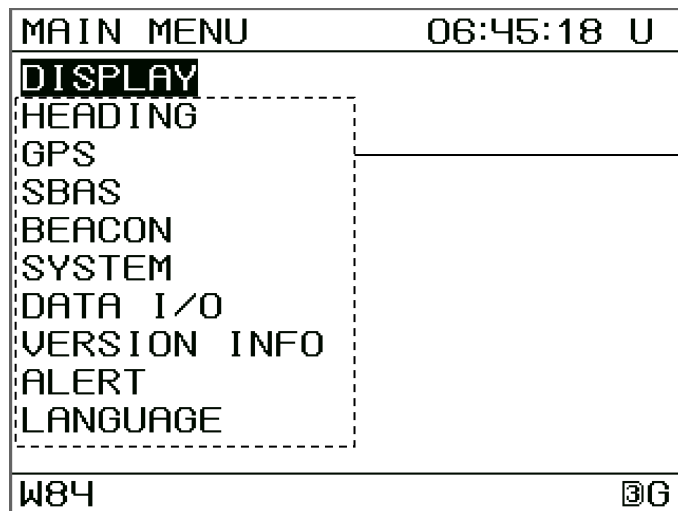 MAIN MENU 06:45:18 U
DISPLAY
HEADING
GPS
SBAS
BEACON
SYSTEM
DATA I/O
VERSION INFO
ALERT
LANGUAGE
W84 3G